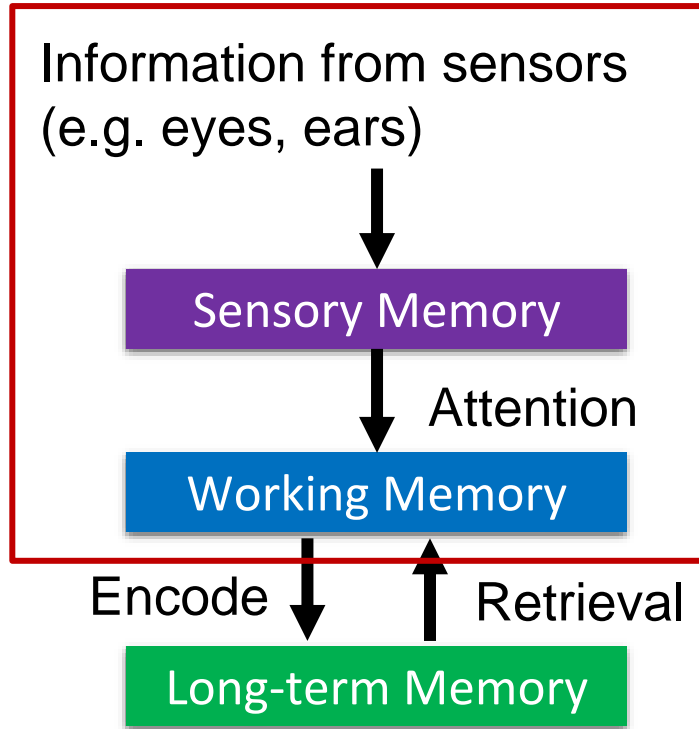 Information from sensors
(e.g. eyes, ears)
Sensory Memory
Attention
Working Memory
Encode
Retrieval
Long-term Memory